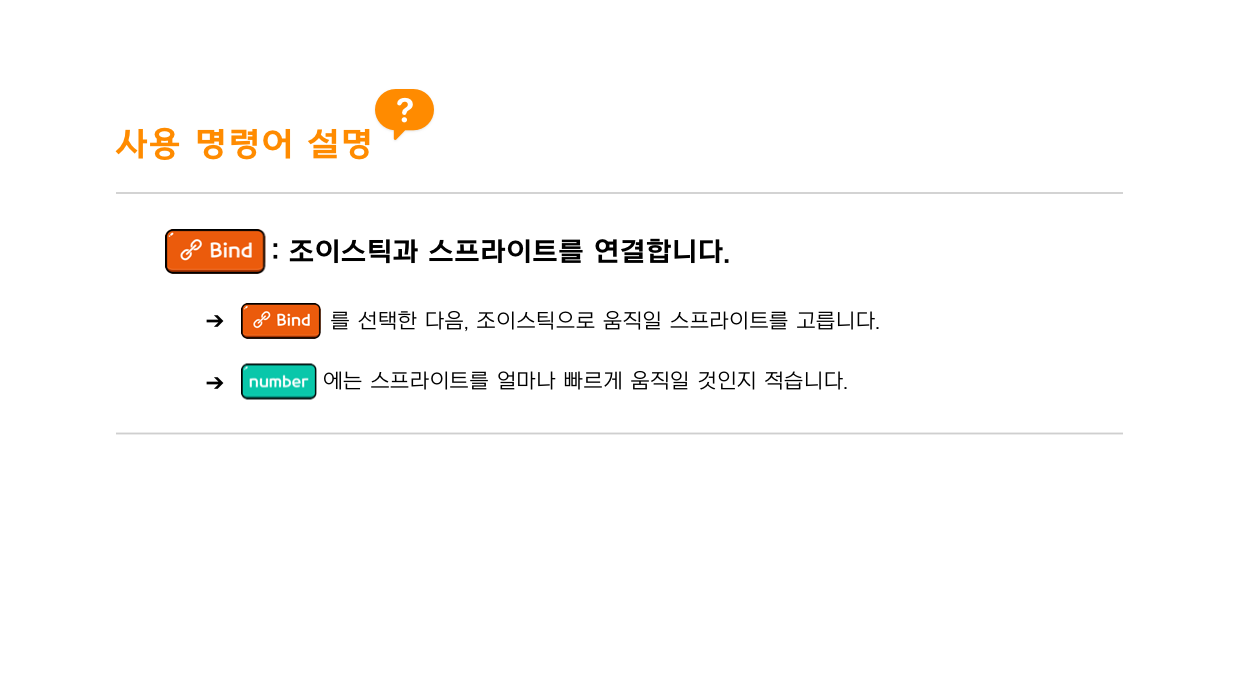 사용 명령어 설명 ?
Bind : 조이스틱과 스프라이트를 연결합니다.
➔ Bind 를 선택한 다음, 조이스틱으로 움직일 스프라이트를 고릅니다.
➔ number 에는 스프라이트를 얼마나 빠르게 움직일 것인지 적습니다.